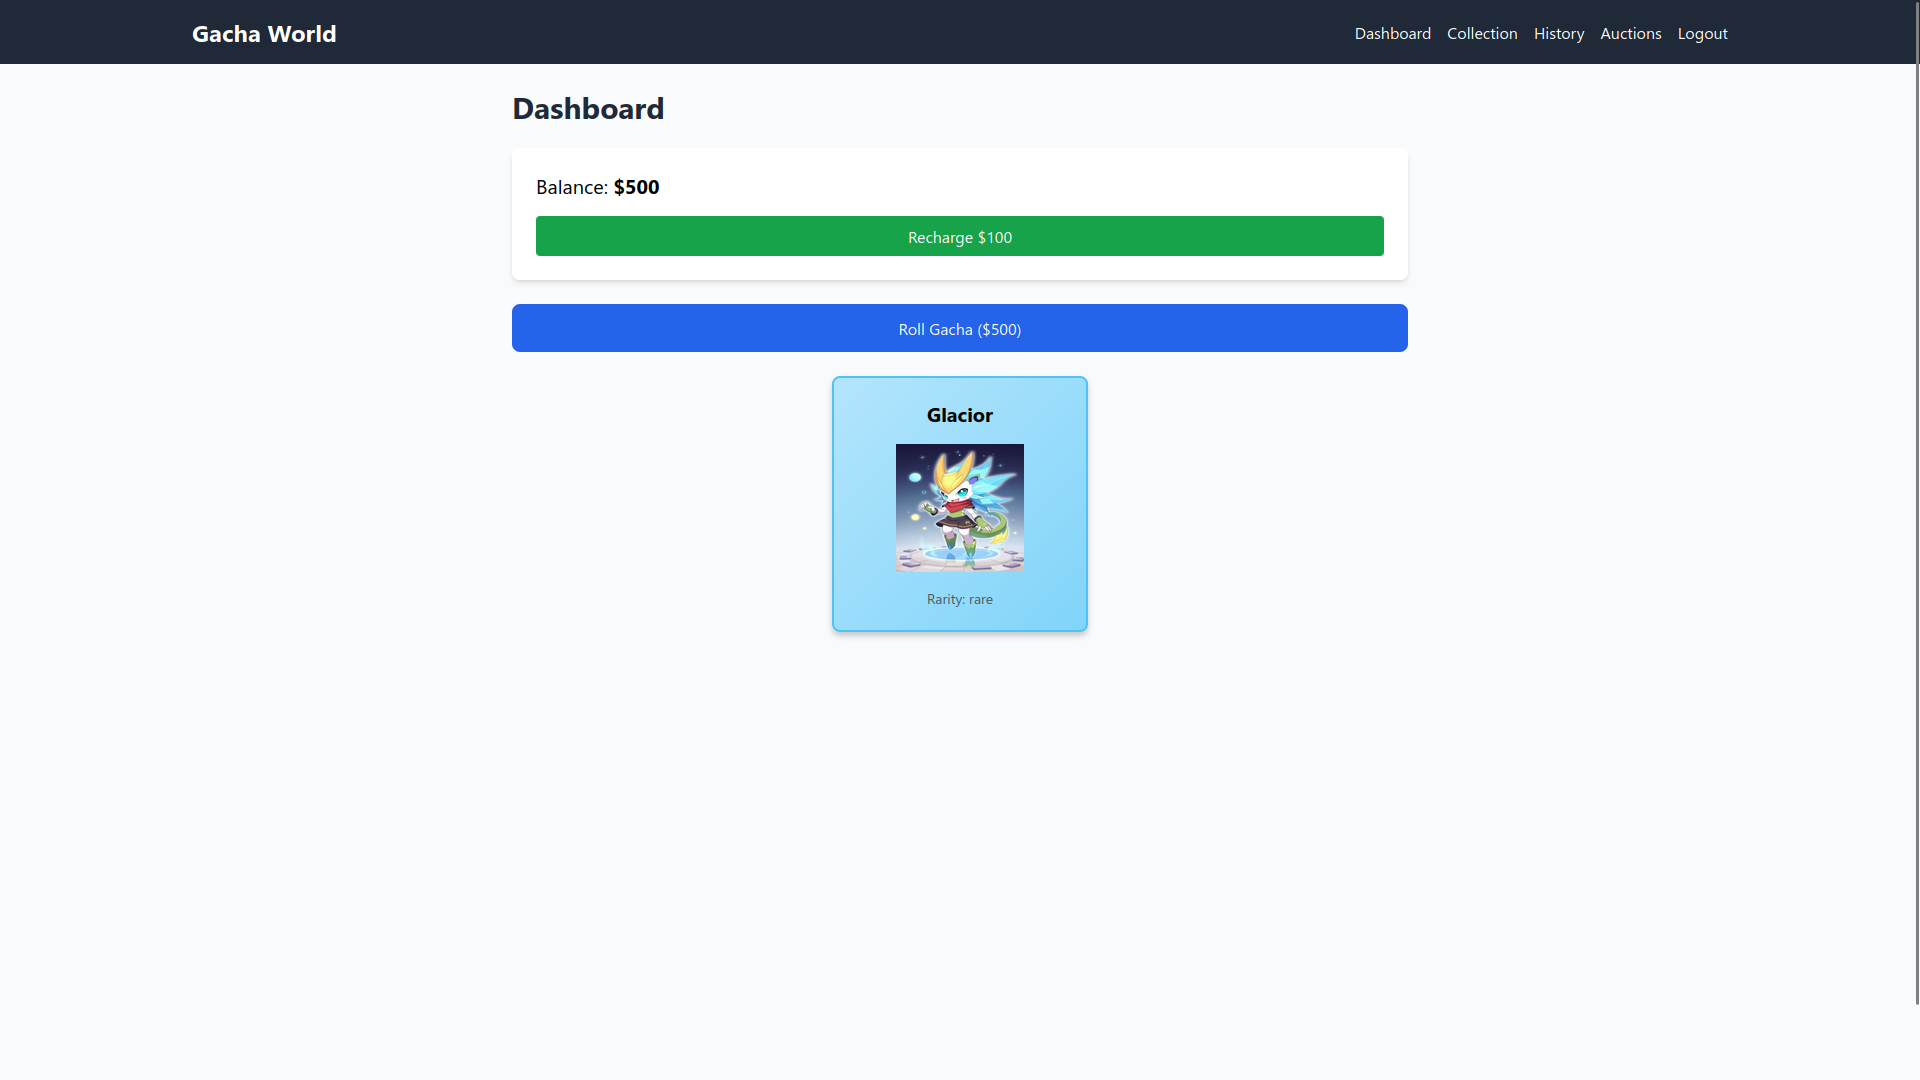 Gacha World
Dashboard Collection History Auctions Logout
Dashboard
Balance: $500
Recharge $100
Roll Gacha ($500)
Glacior
Rarity: rare